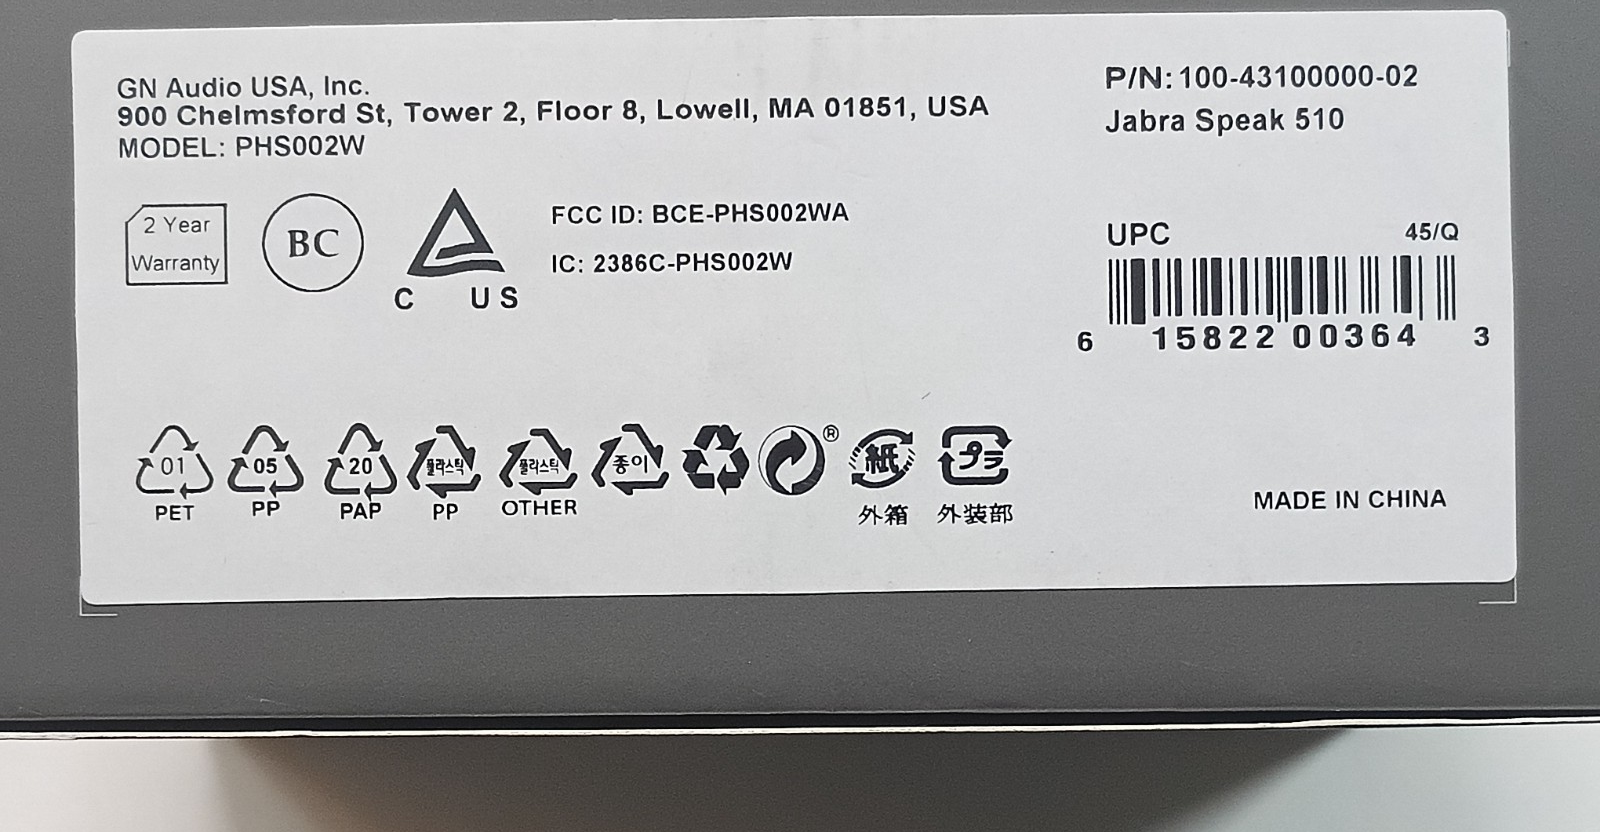 GN Audio USA, Inc.
900 Chelmsford St, Tower 2, Floor 8, Lowell, MA 01851, USA
MODEL: PHS002W
P/N: 100-43100000-02
Jabra Speak 510
2 Year
Warranty
BC
C US
FCC ID: BCE-PHS002WA
IC: 2386C-PHS002W
UPC 45/Q
6 15822 00364 3
01
PET
05
PP
20
PAP
플라스틱
PP
플라스틱
OTHER
종이
®
紙
外箱
プラ
外装部
MADE IN CHINA